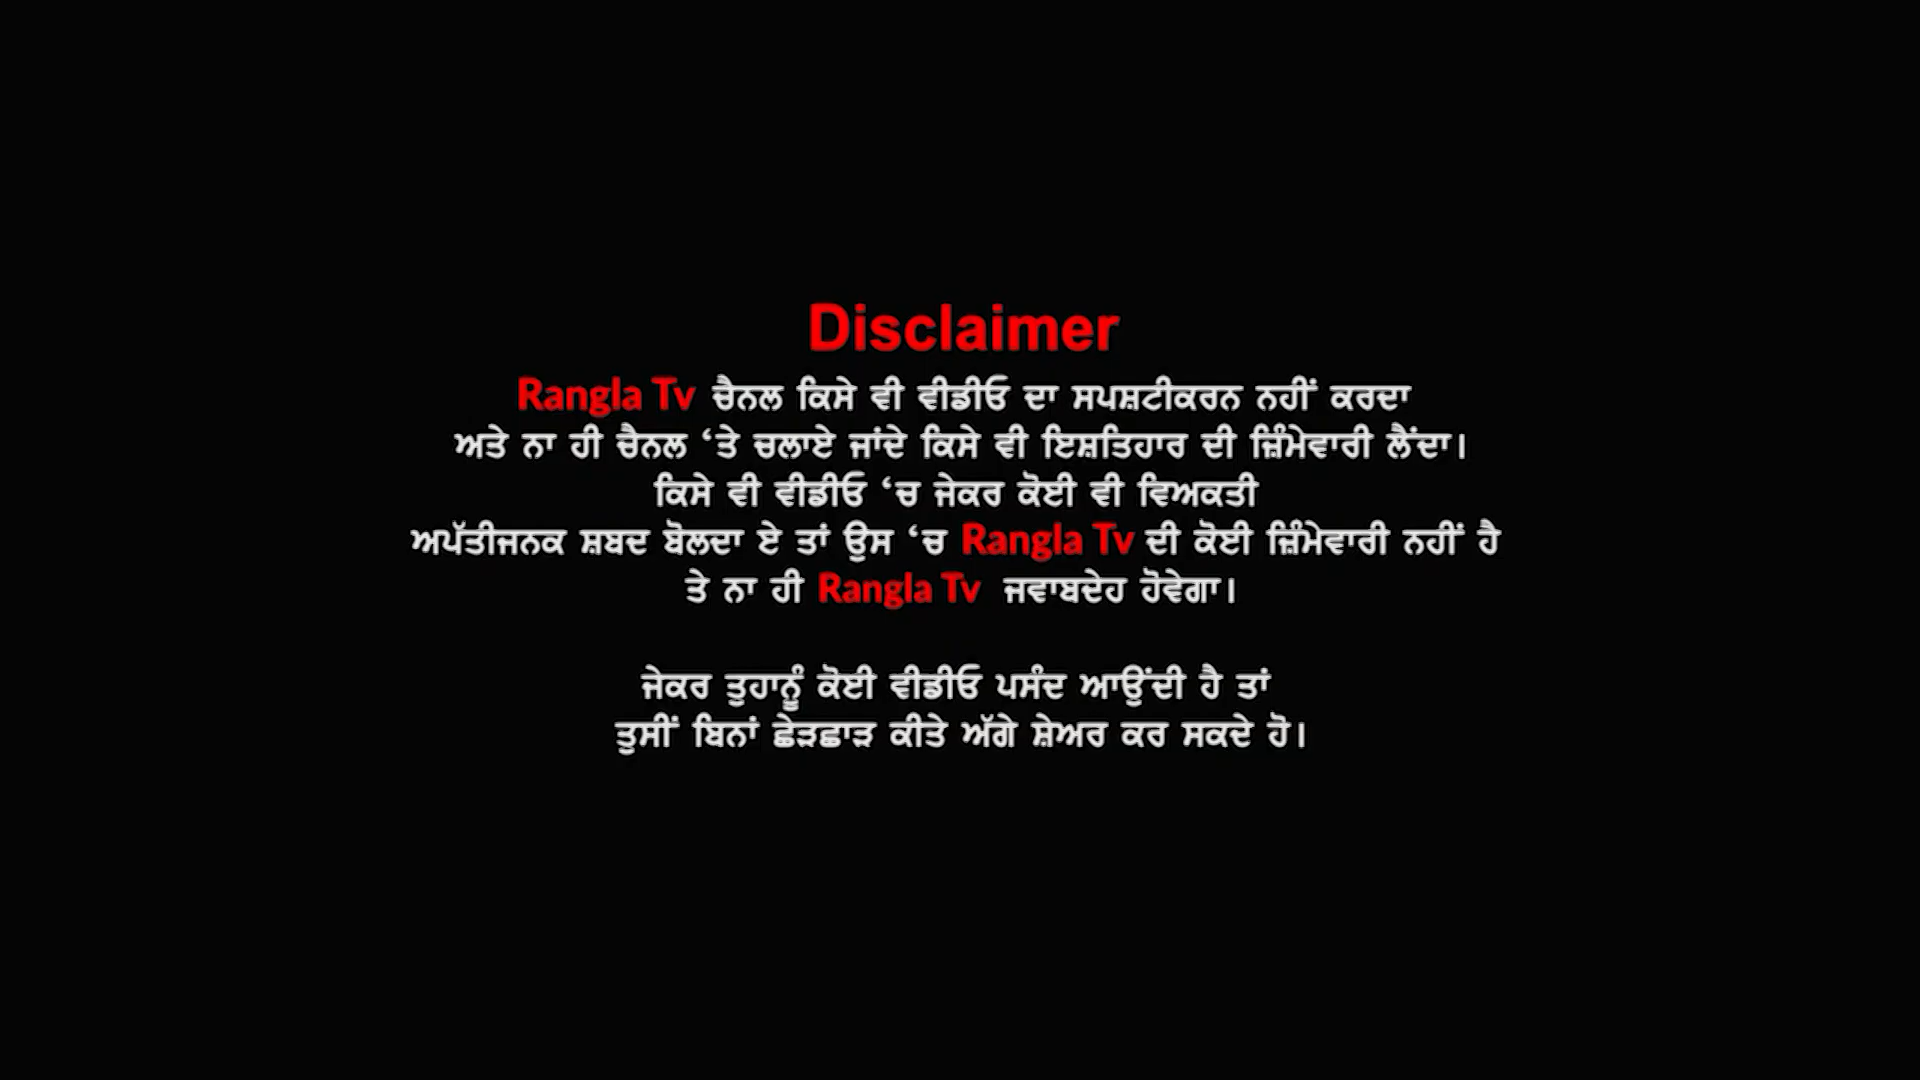 Disclaimer
Rangla Tv ਚੈਨਲ ਕਿਸੇ ਵੀ ਵੀਡੀਓ ਦਾ ਸਪਸ਼ਟੀਕਰਨ ਨਹੀਂ ਕਰਦਾ
ਅਤੇ ਨਾ ਹੀ ਚੈਨਲ ‘ਤੇ ਚਲਾਏ ਜਾਂਦੇ ਕਿਸੇ ਵੀ ਇਸ਼ਤਿਹਾਰ ਦੀ ਜ਼ਿੰਮੇਵਾਰੀ ਲੈਂਦਾ।
ਕਿਸੇ ਵੀ ਵੀਡੀਓ ‘ਚ ਜੇਕਰ ਕੋਈ ਵੀ ਵਿਅਕਤੀ
ਅਪੱਤੀਜਨਕ ਸ਼ਬਦ ਬੋਲਦਾ ਏ ਤਾਂ ਉਸ ‘ਚ Rangla Tv ਦੀ ਕੋਈ ਜ਼ਿੰਮੇਵਾਰੀ ਨਹੀਂ ਹੈ
ਤੇ ਨਾ ਹੀ Rangla Tv ਜਵਾਬਦੇਹ ਹੋਵੇਗਾ।
ਜੇਕਰ ਤੁਹਾਨੂੰ ਕੋਈ ਵੀਡੀਓ ਪਸੰਦ ਆਉਂਦੀ ਹੈ ਤਾਂ
ਤੁਸੀਂ ਬਿਨਾਂ ਛੇੜਛਾੜ ਕੀਤੇ ਅੱਗੇ ਸ਼ੇਅਰ ਕਰ ਸਕਦੇ ਹੋ।